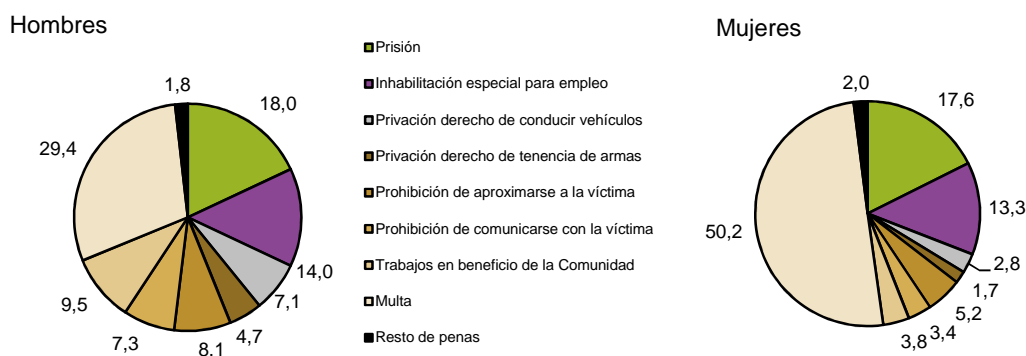 Hombres
Mujeres
Prisión
Inhabilitación especial para empleo
Privación derecho de conducir vehículos
Privación derecho de tenencia de armas
Prohibición de aproximarse a la víctima
Prohibición de comunicarse con la víctima
Trabajos en beneficio de la Comunidad
Multa
Resto de penas
1,8
18,0
29,4
14,0
7,1
4,7
8,1
7,3
9,5
2,0
17,6
13,3
50,2
2,8
1,7
5,2
3,4
3,8